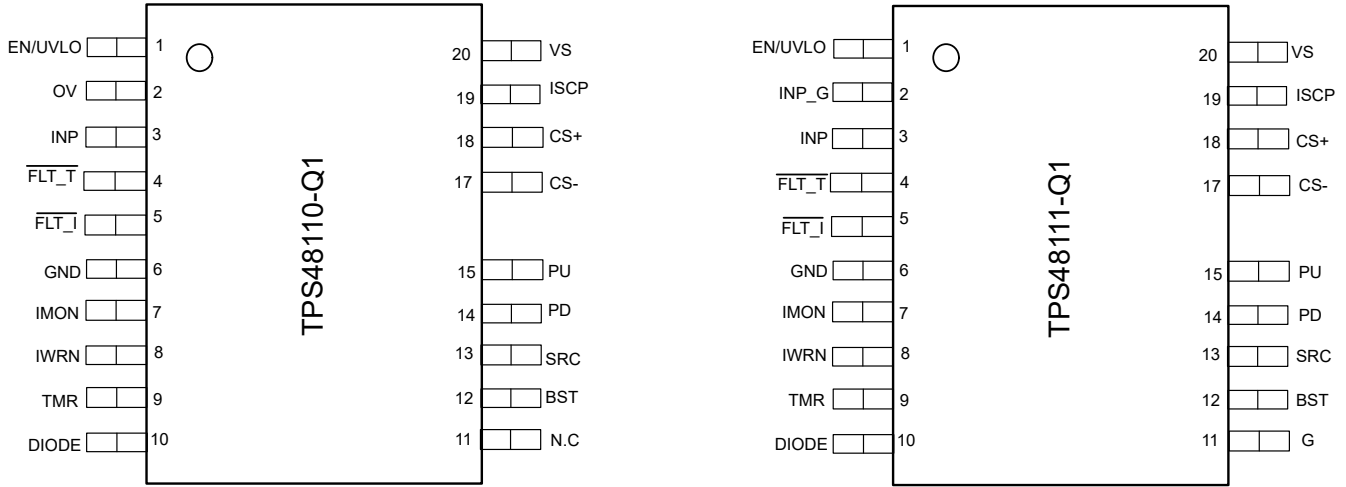 EN/UVLO 1
OV 2
INP 3
FLT_T 4
FLT_I 5
GND 6
IMON 7
IWRN 8
TMR 9
DIODE 10
TPS48110-Q1
20 VS
19 ISCP
18 CS+
17 CS-
15 PU
14 PD
13 SRC
12 BST
11 N.C
EN/UVLO 1
INP_G 2
INP 3
FLT_T 4
FLT_I 5
GND 6
IMON 7
IWRN 8
TMR 9
DIODE 10
TPS48111-Q1
20 VS
19 ISCP
18 CS+
17 CS-
15 PU
14 PD
13 SRC
12 BST
11 G